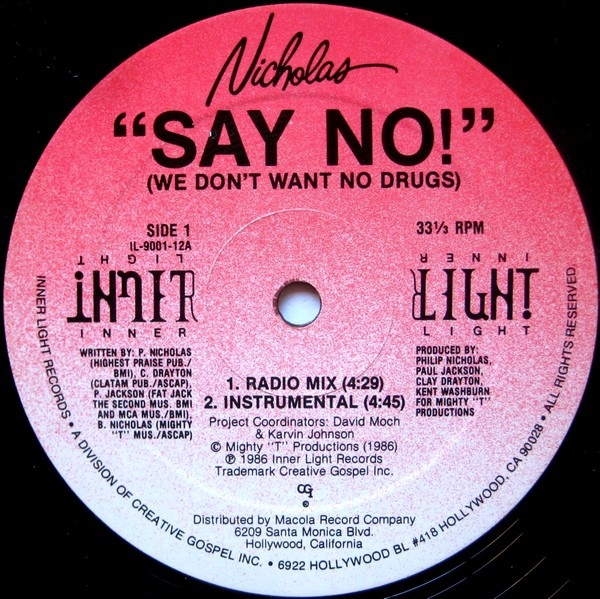 Nicholas
“SAY NO!”
(WE DON'T WANT NO DRUGS)
SIDE 1
IL-9001-12A
33⅓ RPM
LIGHT
INNER
INNER
INNER
LIGHT
LIGHT
WRITTEN BY: P. NICHOLAS
(HIGHEST PRAISE PUB./
BMI), C. DRAYTON
(CLATAM PUB./ASCAP),
P. JACKSON (FAT JACK
THE SECOND MUS. BMI
AND MCA MUS./BMI),
B. NICHOLAS (MIGHTY
"T" MUS./ASCAP)
PRODUCED BY:
PHILIP NICHOLAS,
PAUL JACKSON,
CLAY DRAYTON,
KENT WASHBURN
FOR MIGHTY "T"
PRODUCTIONS
1. RADIO MIX (4:29)
2. INSTRUMENTAL (4:45)
Project Coordinators: David Moch
& Karvin Johnson
© Mighty "T" Productions (1986)
℗ 1986 Inner Light Records
Trademark Creative Gospel Inc.
CGI
Distributed by Macola Record Company
6209 Santa Monica Blvd.
Hollywood, California
INNER LIGHT RECORDS • A DIVISION OF CREATIVE GOSPEL INC. • 6922 HOLLYWOOD BL #418 HOLLYWOOD, CA 90028 • ALL RIGHTS RESERVED